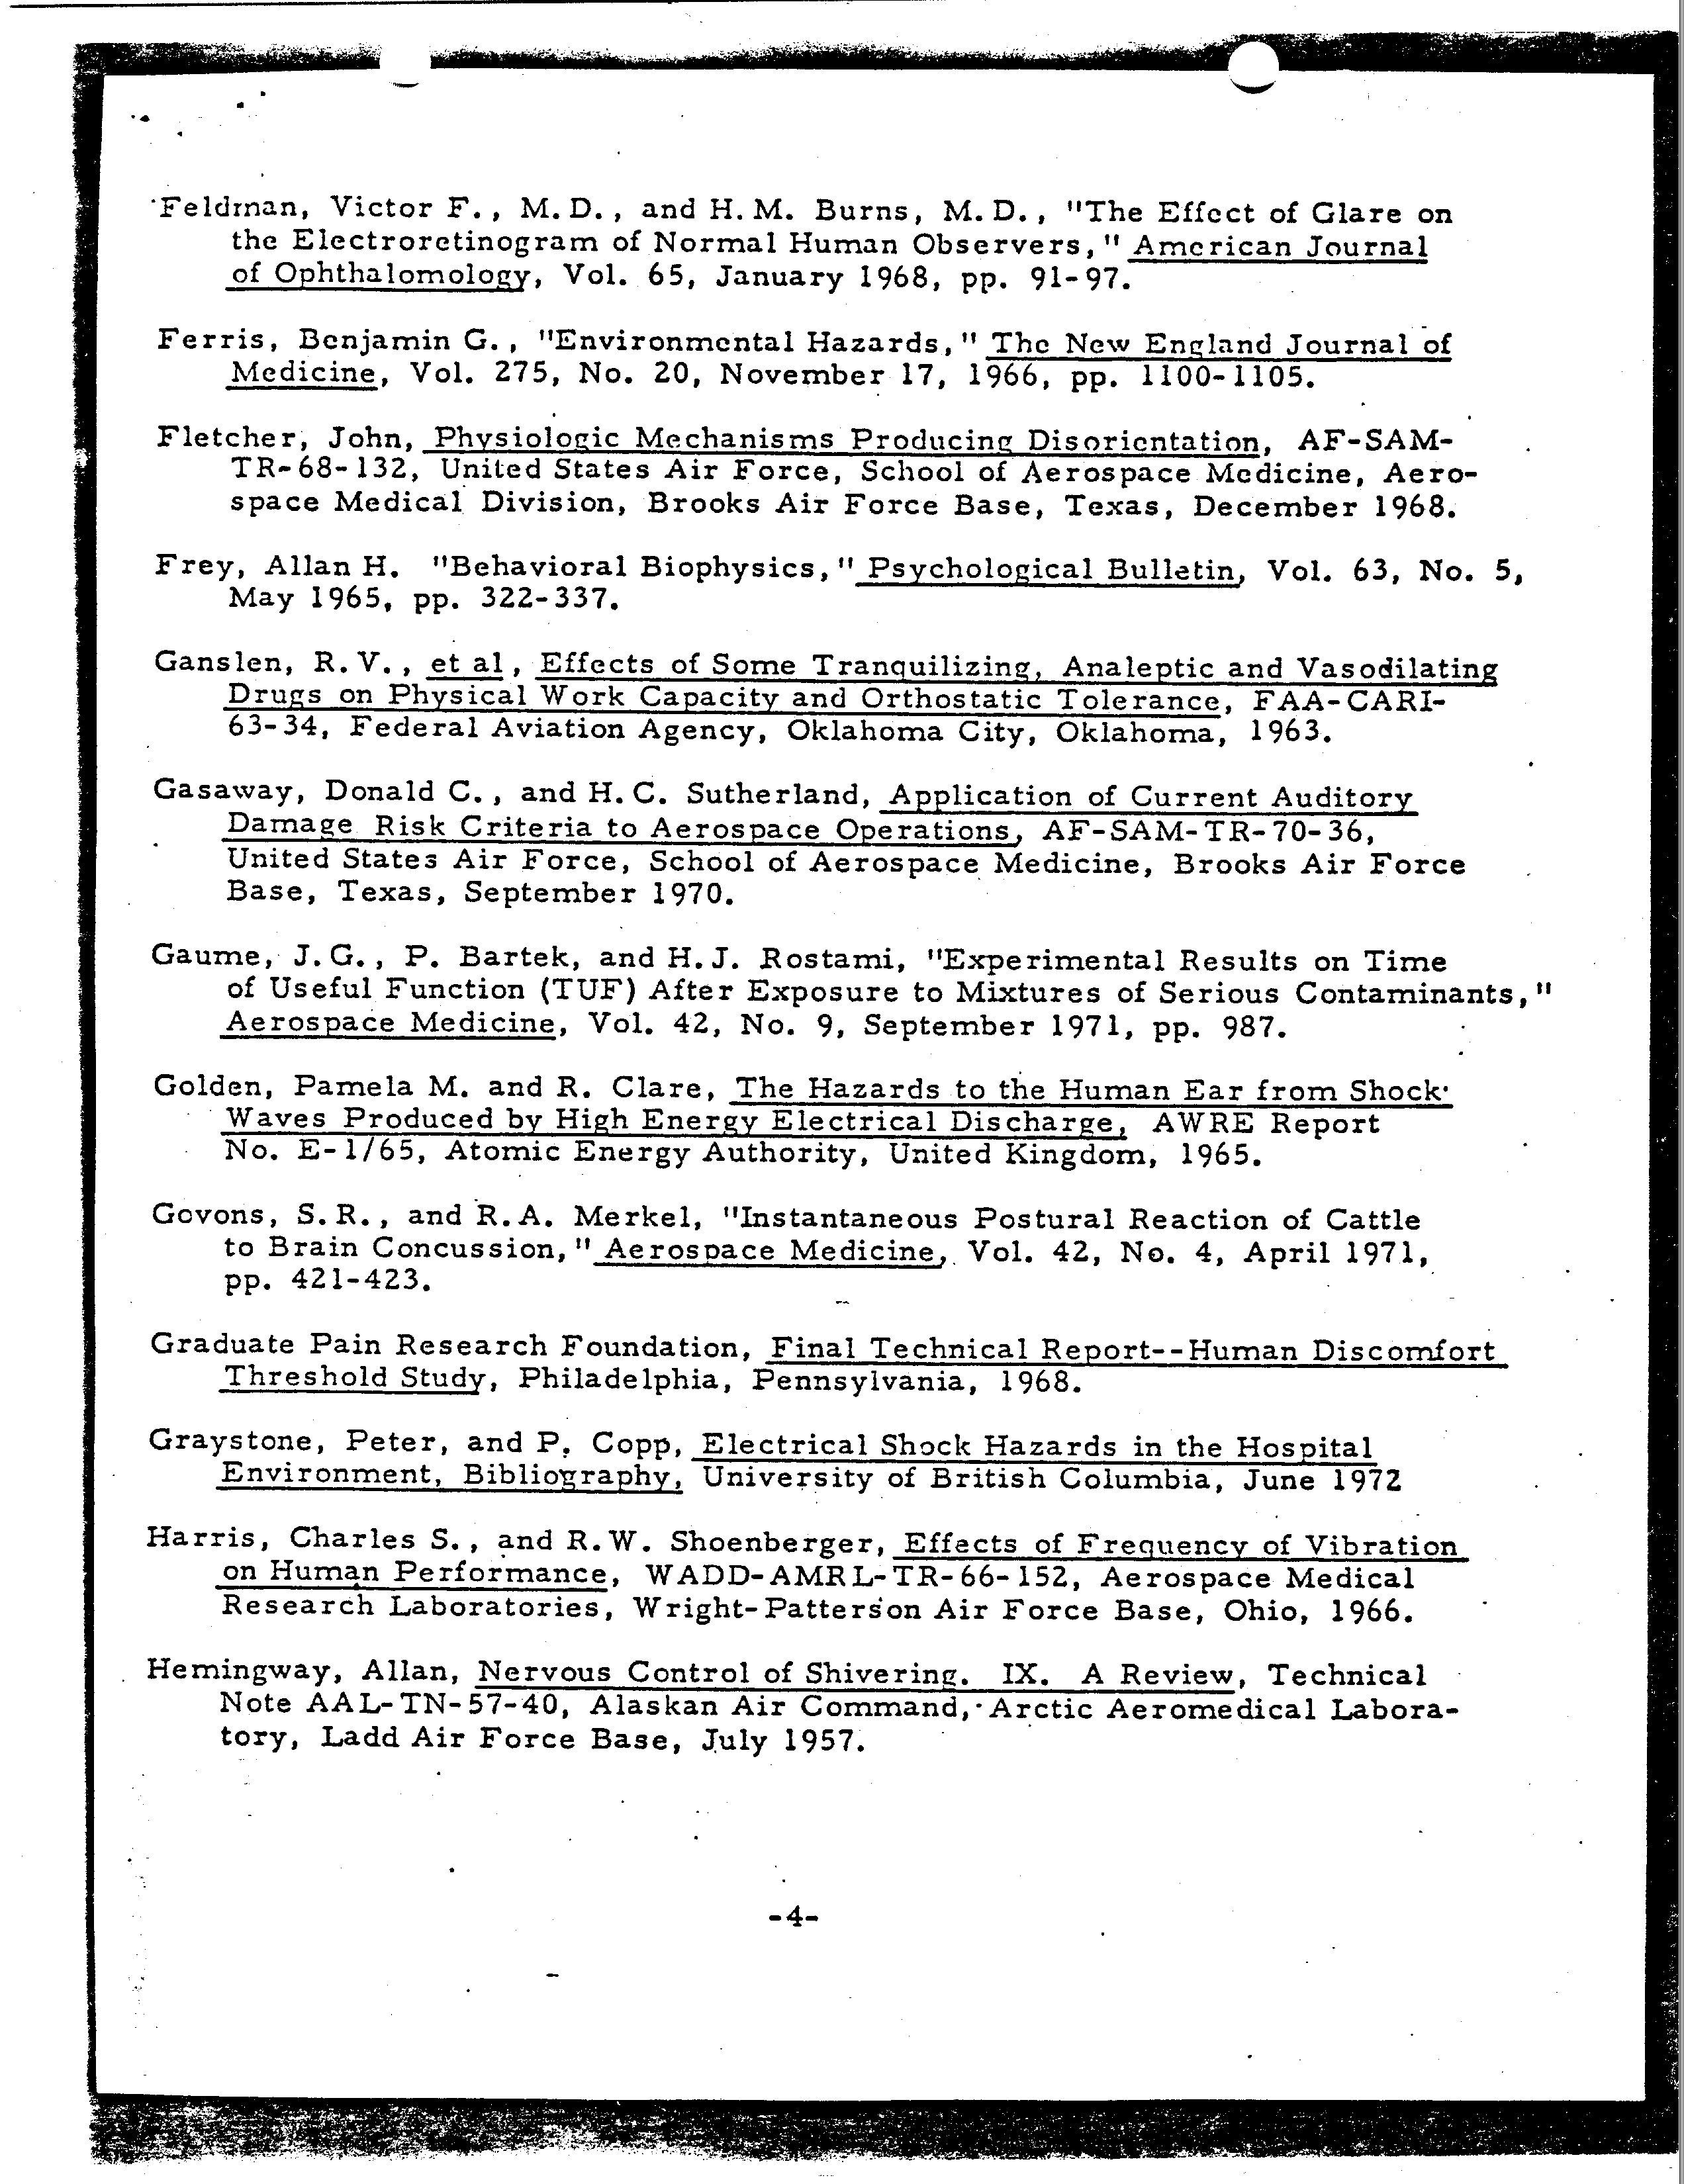 Feldman, Victor F., M.D., and H.M. Burns, M.D., "The Effect of Glare on
the Electroretinogram of Normal Human Observers," American Journal
of Ophthalomology, Vol. 65, January 1968, pp. 91-97.
Ferris, Benjamin G., "Environmental Hazards," The New England Journal of
Medicine, Vol. 275, No. 20, November 17, 1966, pp. 1100-1105.
Fletcher, John, Physiologic Mechanisms Producing Disorientation, AF-SAM-
TR-68-132, United States Air Force, School of Aerospace Medicine, Aero-
space Medical Division, Brooks Air Force Base, Texas, December 1968.
Frey, Allan H. "Behavioral Biophysics," Psychological Bulletin, Vol. 63, No. 5,
May 1965, pp. 322-337.
Ganslen, R.V., et al, Effects of Some Tranquilizing, Analeptic and Vasodilating
Drugs on Physical Work Capacity and Orthostatic Tolerance, FAA-CARI-
63-34, Federal Aviation Agency, Oklahoma City, Oklahoma, 1963.
Gasaway, Donald C., and H.C. Sutherland, Application of Current Auditory
Damage Risk Criteria to Aerospace Operations, AF-SAM-TR-70-36,
United States Air Force, School of Aerospace Medicine, Brooks Air Force
Base, Texas, September 1970.
Gaume, J.G., P. Bartek, and H.J. Rostami, "Experimental Results on Time
of Useful Function (TUF) After Exposure to Mixtures of Serious Contaminants,"
Aerospace Medicine, Vol. 42, No. 9, September 1971, pp. 987.
Golden, Pamela M. and R. Clare, The Hazards to the Human Ear from Shock
Waves Produced by High Energy Electrical Discharge, AWRE Report
No. E-1/65, Atomic Energy Authority, United Kingdom, 1965.
Govons, S.R., and R.A. Merkel, "Instantaneous Postural Reaction of Cattle
to Brain Concussion," Aerospace Medicine, Vol. 42, No. 4, April 1971,
pp. 421-423.
Graduate Pain Research Foundation, Final Technical Report--Human Discomfort
Threshold Study, Philadelphia, Pennsylvania, 1968.
Graystone, Peter, and P. Copp, Electrical Shock Hazards in the Hospital
Environment, Bibliography, University of British Columbia, June 1972
Harris, Charles S., and R.W. Shoenberger, Effects of Frequency of Vibration
on Human Performance, WADD-AMRL-TR-66-152, Aerospace Medical
Research Laboratories, Wright-Patterson Air Force Base, Ohio, 1966.
Hemingway, Allan, Nervous Control of Shivering. IX. A Review, Technical
Note AAL-TN-57-40, Alaskan Air Command, Arctic Aeromedical Labora-
tory, Ladd Air Force Base, July 1957.
-4-